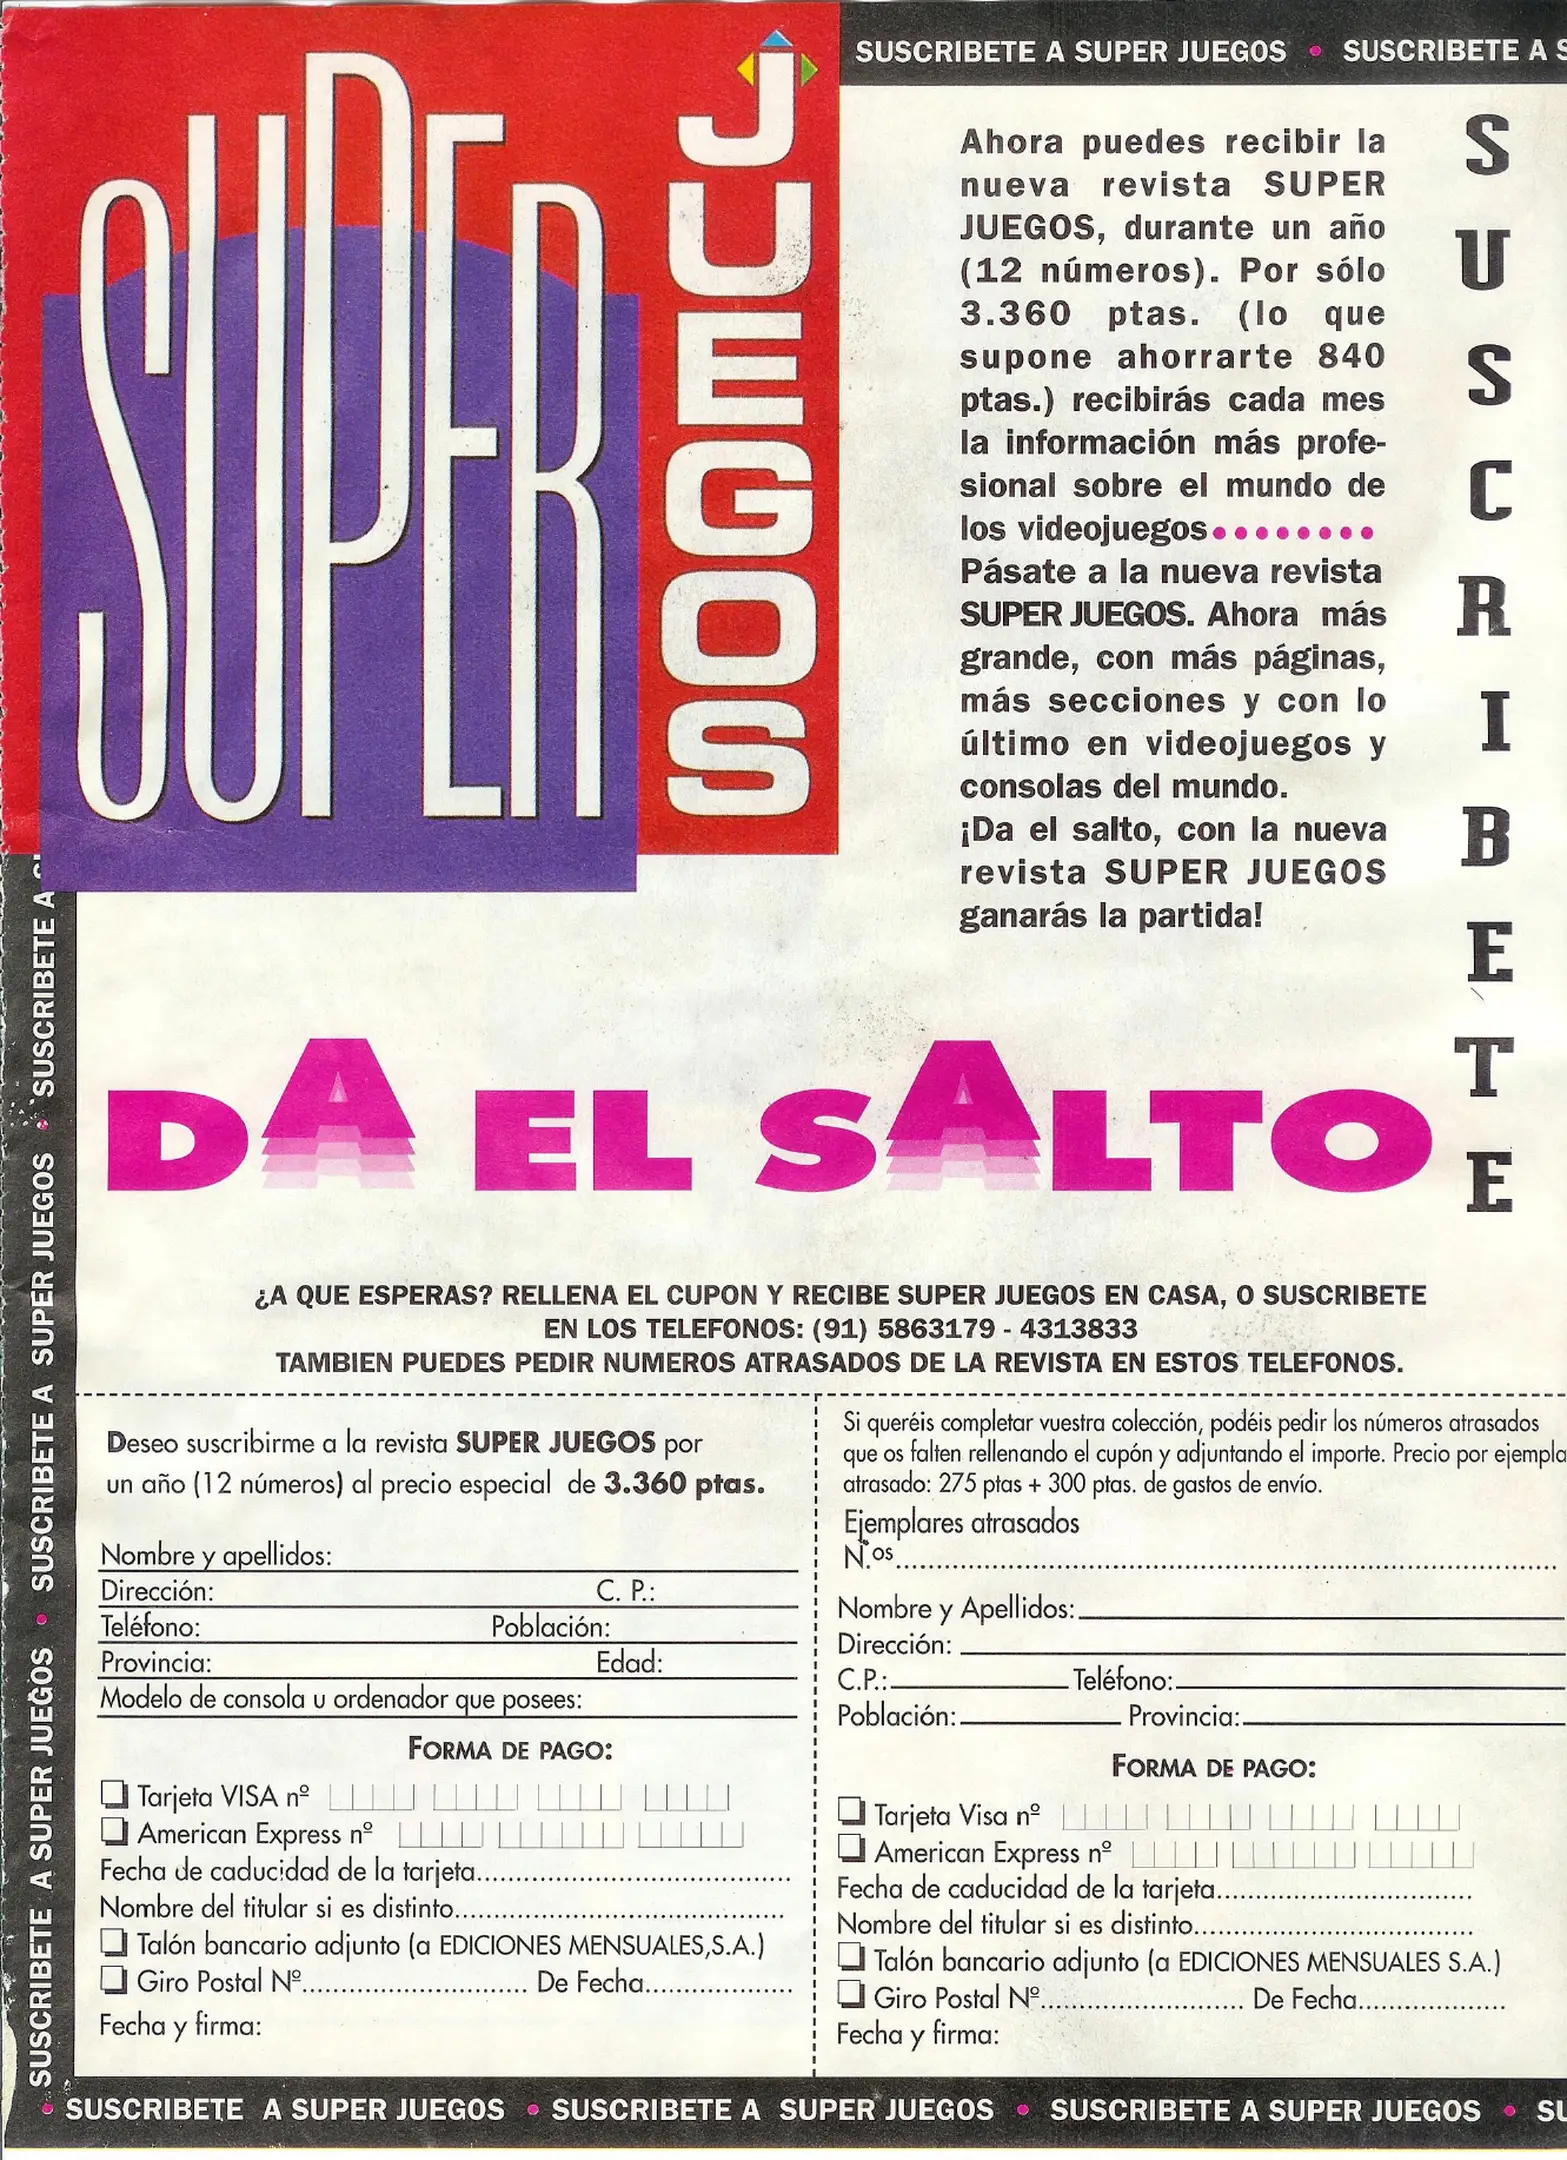 SUPER
JUEGOS
SUSCRIBETE A SUPER JUEGOS • SUSCRIBETE A S
Ahora puedes recibir la
nueva revista SUPER
JUEGOS, durante un año
(12 números). Por sólo
3.360 ptas. (lo que
supone ahorrarte 840
ptas.) recibirás cada mes
la información más profe-
sional sobre el mundo de
los videojuegos••••••••
Pásate a la nueva revista
SUPER JUEGOS. Ahora más
grande, con más páginas,
más secciones y con lo
último en videojuegos y
consolas del mundo.
¡Da el salto, con la nueva
revista SUPER JUEGOS
ganarás la partida!
SUSCRIBETE
DA EL SALTO
¿A QUE ESPERAS? RELLENA EL CUPON Y RECIBE SUPER JUEGOS EN CASA, O SUSCRIBETE
EN LOS TELEFONOS: (91) 5863179 - 4313833
TAMBIEN PUEDES PEDIR NUMEROS ATRASADOS DE LA REVISTA EN ESTOS TELEFONOS.
Deseo suscribirme a la revista SUPER JUEGOS por
un año (12 números) al precio especial de 3.360 ptas.
Nombre y apellidos:
Dirección: C. P.:
Teléfono: Población:
Provincia: Edad:
Modelo de consola u ordenador que posees:
FORMA DE PAGO:
Tarjeta VISA nº
American Express nº
Fecha de caducidad de la tarjeta
Nombre del titular si es distinto
Talón bancario adjunto (a EDICIONES MENSUALES,S.A.)
Giro Postal Nº De Fecha
Fecha y firma:
Si queréis completar vuestra colección, podéis pedir los números atrasados
que os falten rellenando el cupón y adjuntando el importe. Precio por ejempla
atrasado: 275 ptas + 300 ptas. de gastos de envío.
Ejemplares atrasados
N.os
Nombre y Apellidos:
Dirección:
C.P.: Teléfono:
Población: Provincia:
FORMA DE PAGO:
Tarjeta Visa nº
American Express nº
Fecha de caducidad de la tarjeta
Nombre del titular si es distinto
Talón bancario adjunto (a EDICIONES MENSUALES S.A.)
Giro Postal Nº De Fecha
Fecha y firma:
SUSCRIBETE A SUPER JUEGOS • SUSCRIBETE A SUPER JUEGOS • SUSCRIBETE A S
• SUSCRIBETE A SUPER JUEGOS • SUSCRIBETE A SUPER JUEGOS • SUSCRIBETE A SUPER JUEGOS • SU